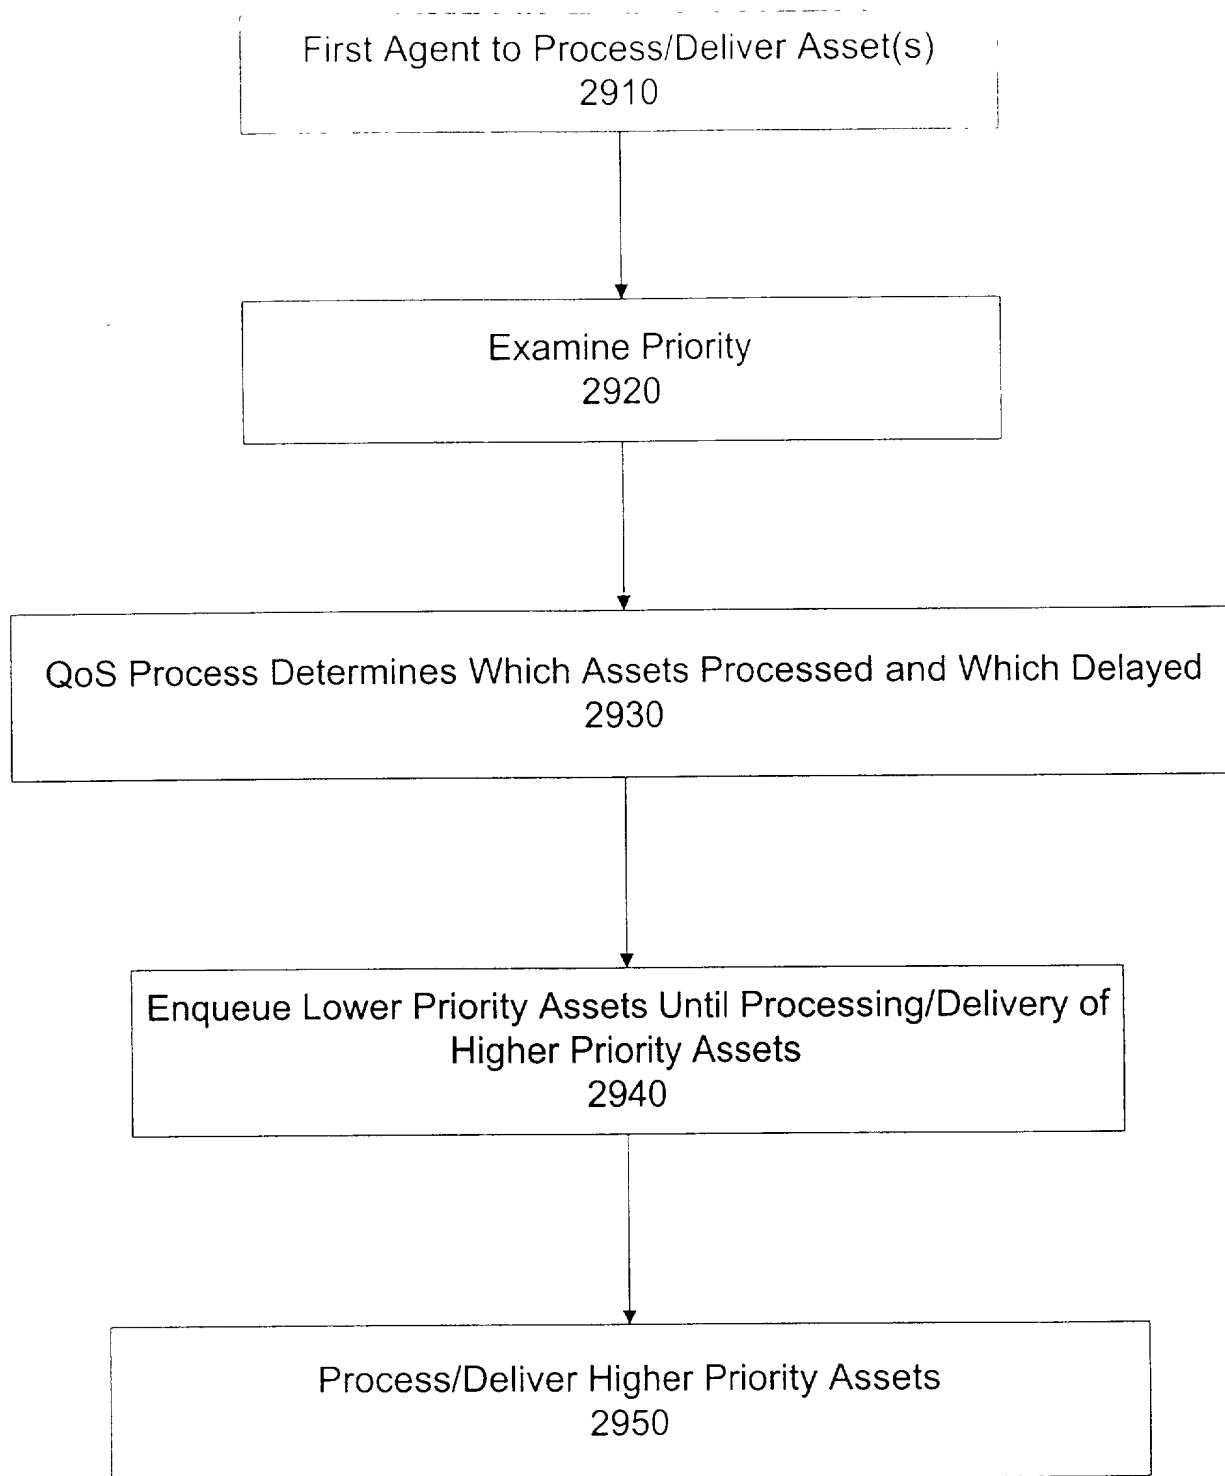 First Agent to Process/Deliver Asset(s)
2910
Examine Priority
2920
QoS Process Determines Which Assets Processed and Which Delayed
2930
Enqueue Lower Priority Assets Until Processing/Delivery of
Higher Priority Assets
2940
Process/Deliver Higher Priority Assets
2950